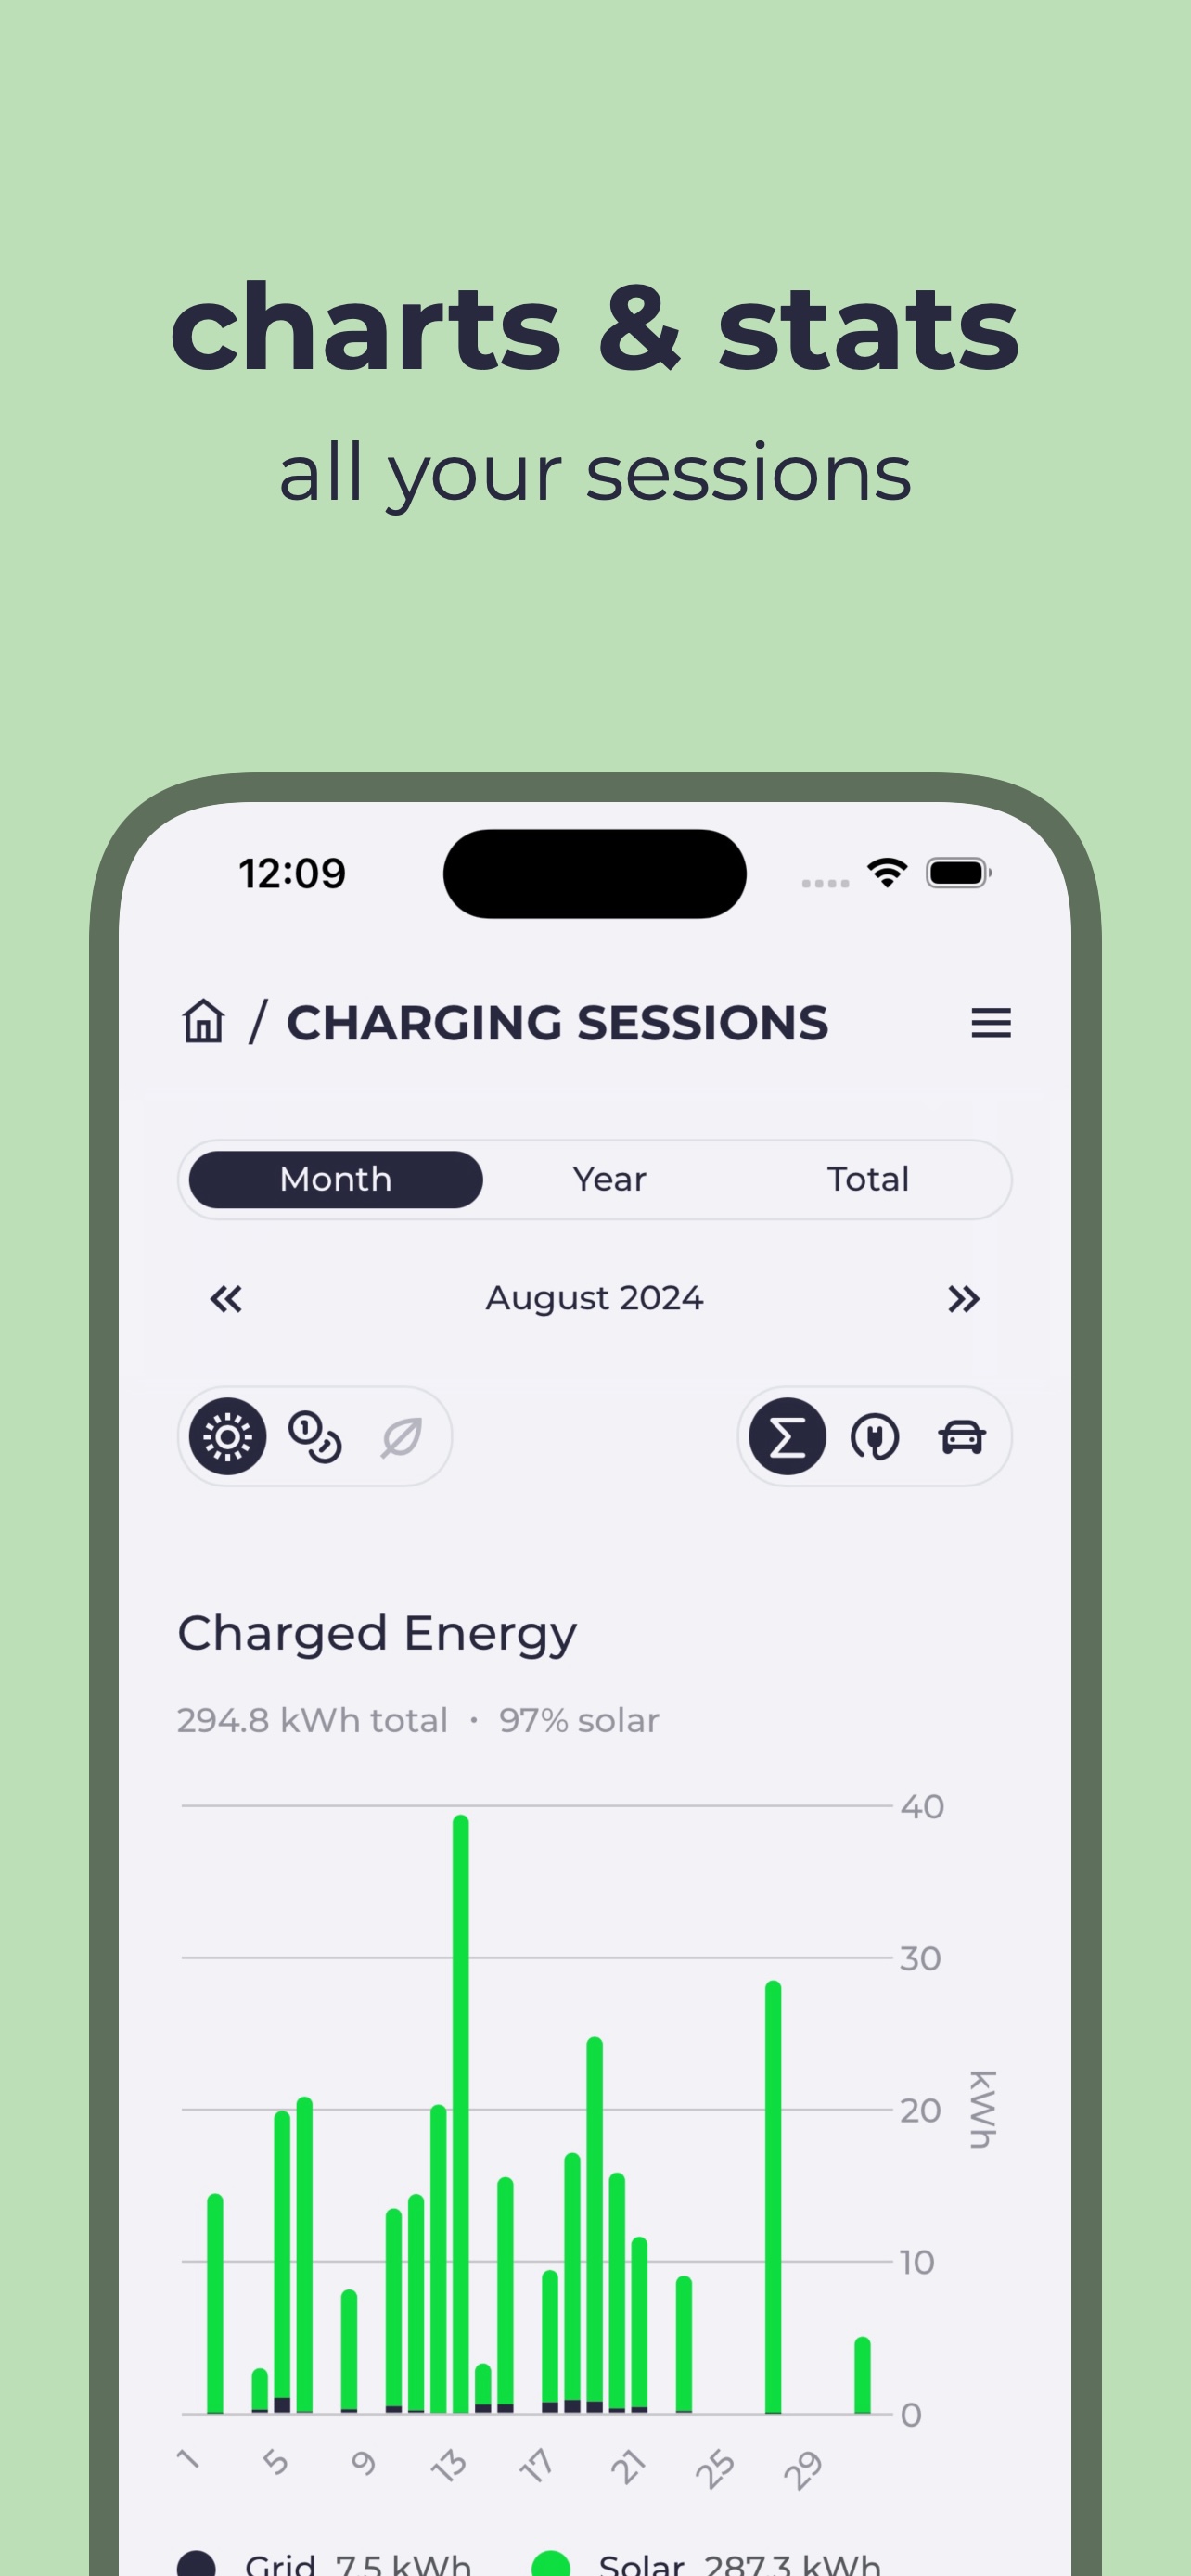 charts & stats
all your sessions
12:09
/ CHARGING SESSIONS
Month Year Total
« August 2024 »
Charged Energy
294.8 kWh total · 97% solar
40
30
20
10
0
kWh
1 5 9 13 17 21 25 29
Grid 7.5 kWh Solar 287.3 kWh